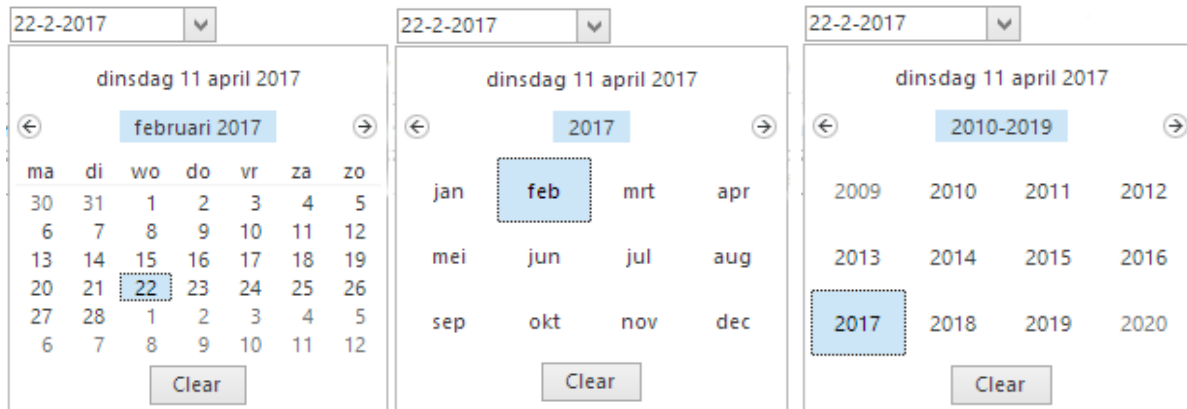 22-2-2017
dinsdag 11 april 2017
februari 2017
ma di wo do vr za zo
30 31 1 2 3 4 5
6 7 8 9 10 11 12
13 14 15 16 17 18 19
20 21 22 23 24 25 26
27 28 1 2 3 4 5
6 7 8 9 10 11 12
Clear
22-2-2017
dinsdag 11 april 2017
2017
jan feb mrt apr
mei jun jul aug
sep okt nov dec
Clear
22-2-2017
dinsdag 11 april 2017
2010-2019
2009 2010 2011 2012
2013 2014 2015 2016
2017 2018 2019 2020
Clear